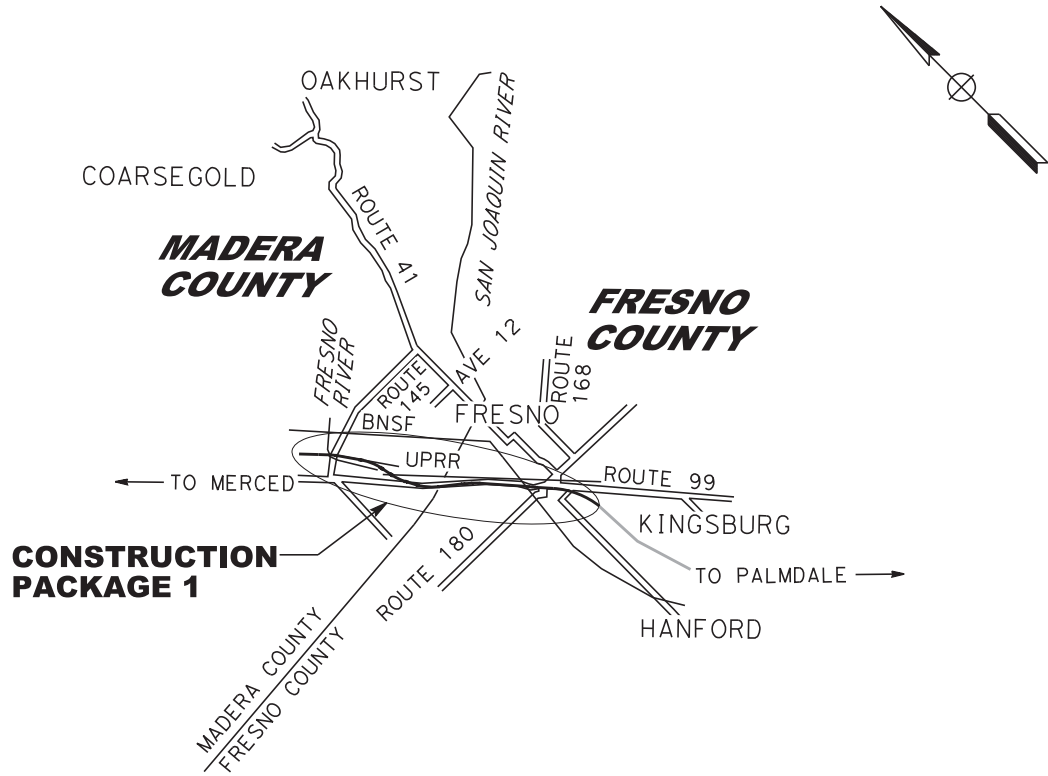 OAKHURST
SAN JOAQUIN RIVER
COARSEGOLD
ROUTE 41
MADERA
COUNTY
FRESNO
COUNTY
FRESNO
RIVER
AVE 12
ROUTE
145
ROUTE
168
FRESNO
BNSF
UPRR
TO MERCED
ROUTE 99
KINGSBURG
CONSTRUCTION
PACKAGE 1
ROUTE 180
TO PALMDALE
HANFORD
MADERA COUNTY
FRESNO COUNTY